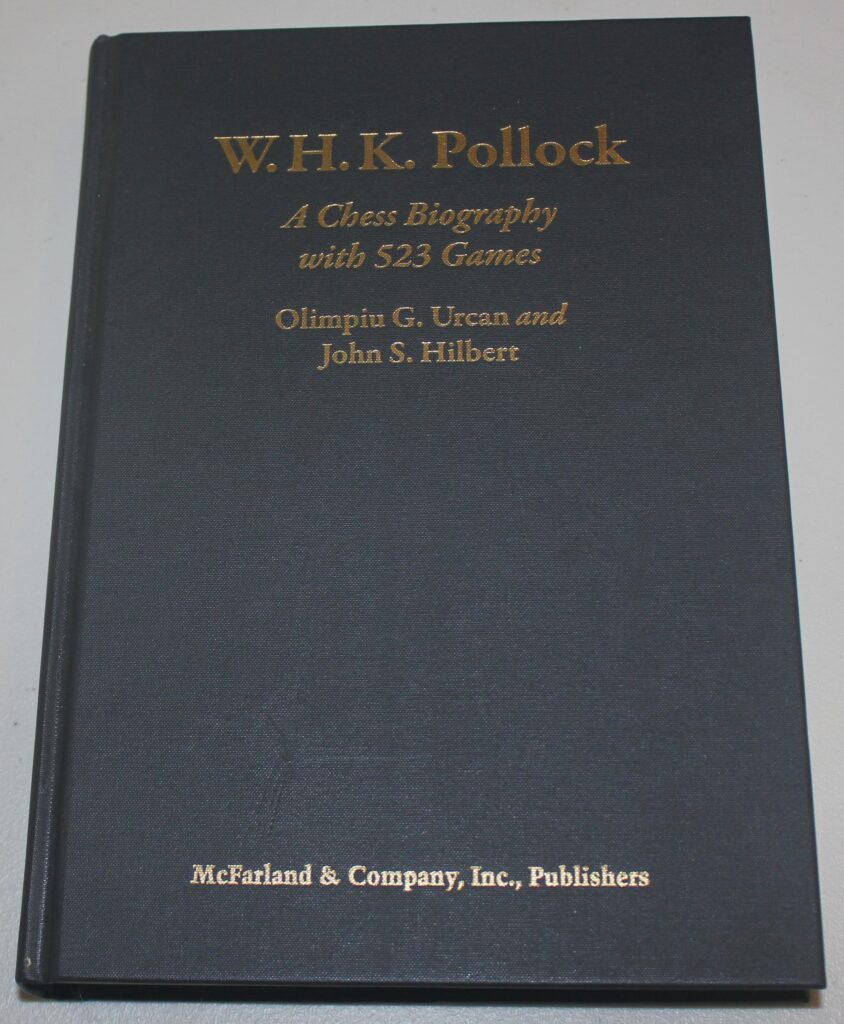 W. H. K. Pollock
A Chess Biography
with 523 Games
Olimpiu G. Urcan and
John S. Hilbert
McFarland & Company, Inc., Publishers